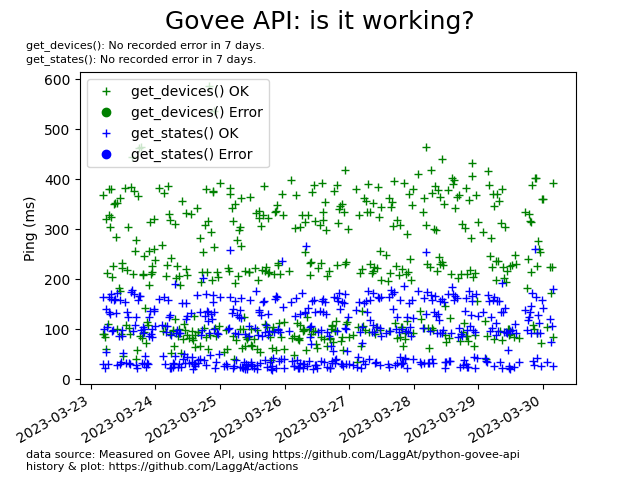 Govee API: is it working?
get_devices(): No recorded error in 7 days.
get_states(): No recorded error in 7 days.
600
500
400
300
200
100
0
Ping (ms)
get_devices() OK
get_devices() Error
get_states() OK
get_states() Error
2023-03-23
2023-03-24
2023-03-25
2023-03-26
2023-03-27
2023-03-28
2023-03-29
2023-03-30
data source: Measured on Govee API, using https://github.com/LaggAt/python-govee-api
history & plot: https://github.com/LaggAt/actions